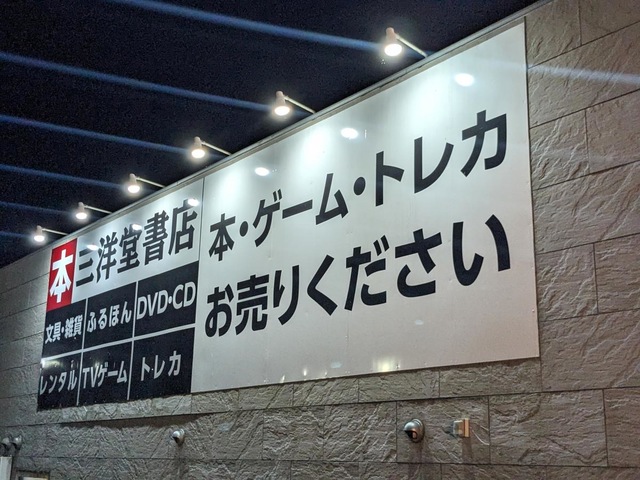 本 三洋堂書店
文具・雑貨 ふるほん DVD・CD
レンタル TVゲーム トレカ
本・ゲーム・トレカ
お売りください